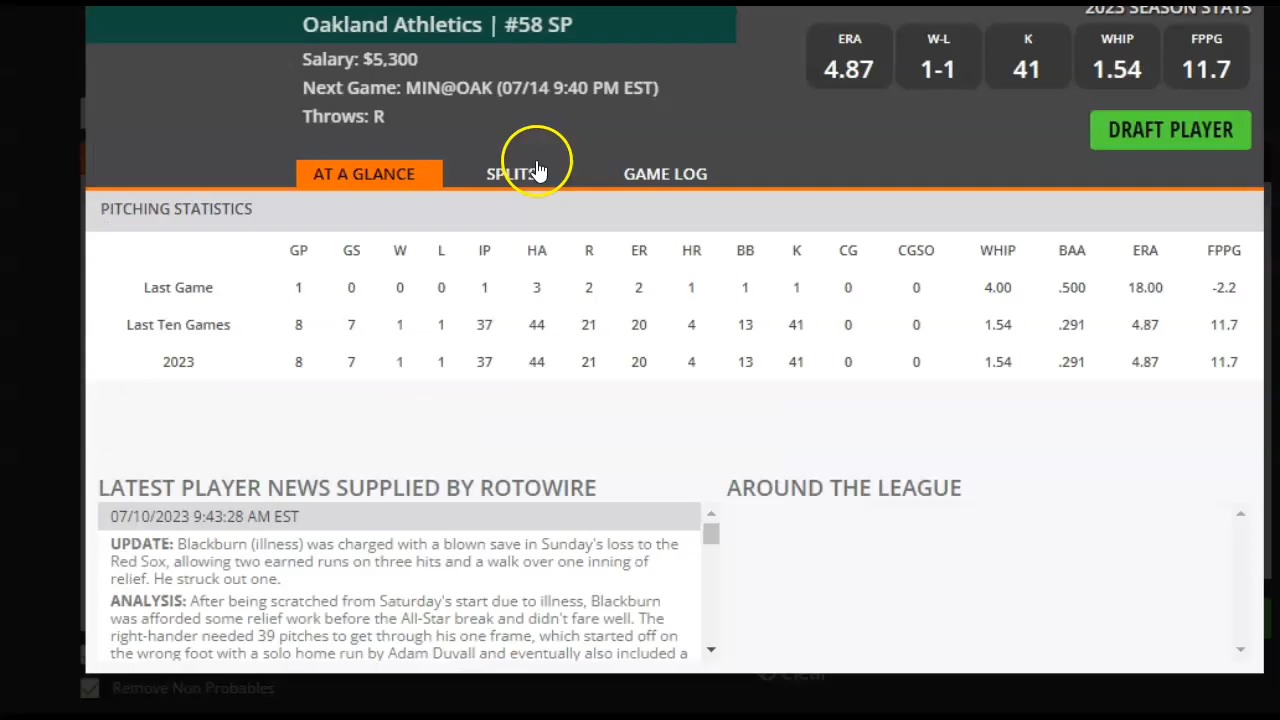 2023 SEASON STATS
Oakland Athletics | #58 SP
Salary: $5,300
Next Game: MIN@OAK (07/14 9:40 PM EST)
Throws: R
ERA W-L K WHIP FPPG
4.87 1-1 41 1.54 11.7
DRAFT PLAYER
AT A GLANCE SPLITS GAME LOG
PITCHING STATISTICS
GP GS W L IP HA R ER HR BB K CG CGSO WHIP BAA ERA FPPG
Last Game 1 0 0 0 1 3 2 2 1 1 1 0 0 4.00 .500 18.00 -2.2
Last Ten Games 8 7 1 1 37 44 21 20 4 13 41 0 0 1.54 .291 4.87 11.7
2023 8 7 1 1 37 44 21 20 4 13 41 0 0 1.54 .291 4.87 11.7
LATEST PLAYER NEWS SUPPLIED BY ROTOWIRE
AROUND THE LEAGUE
07/10/2023 9:43:28 AM EST
UPDATE: Blackburn (illness) was charged with a blown save in Sunday's loss to the
Red Sox, allowing two earned runs on three hits and a walk over one inning of
relief. He struck out one.
ANALYSIS: After being scratched from Saturday's start due to illness, Blackburn
was afforded some relief work before the All-Star break and didn't fare well. The
right-hander needed 39 pitches to get through his one frame, which started off on
the wrong foot with a solo home run by Adam Duvall and eventually also included a
Remove Non Probables
Clear